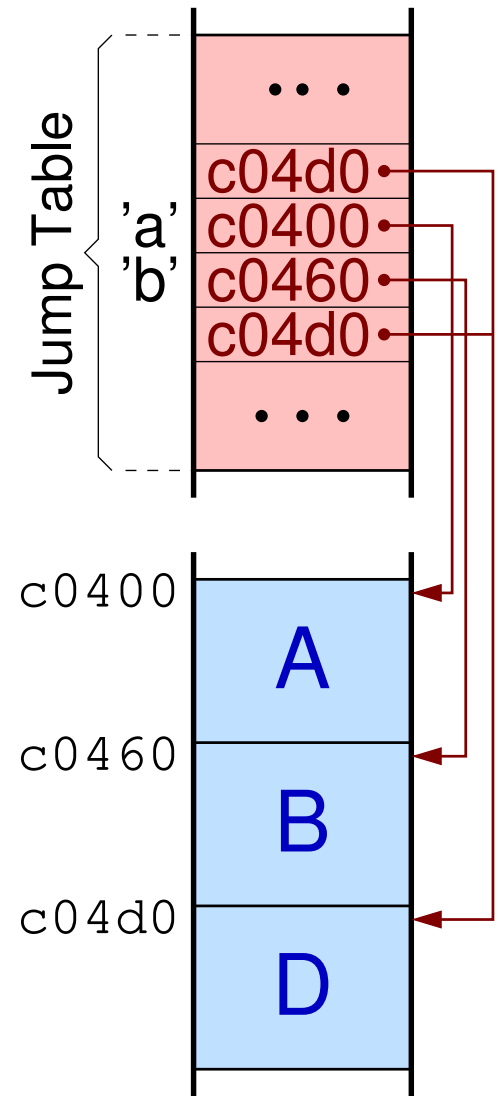 Jump Table
• • •
c04d0
'a' c0400
'b' c0460
c04d0
• • •
c0400
A
c0460
B
c04d0
D